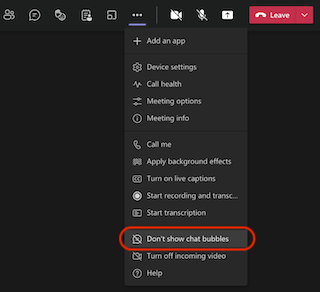 Leave
Add an app
Device settings
Call health
Meeting options
Meeting info
Call me
Apply background effects
Turn on live captions
Start recording and transc...
Start transcription
Don't show chat bubbles
Turn off incoming video
Help